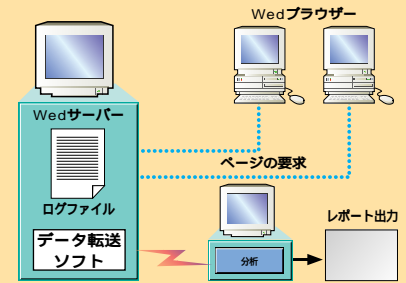 Wedブラウザー
Wedサーバー
ページの要求
ログファイル
レポート出力
データ転送
ソフト
分析